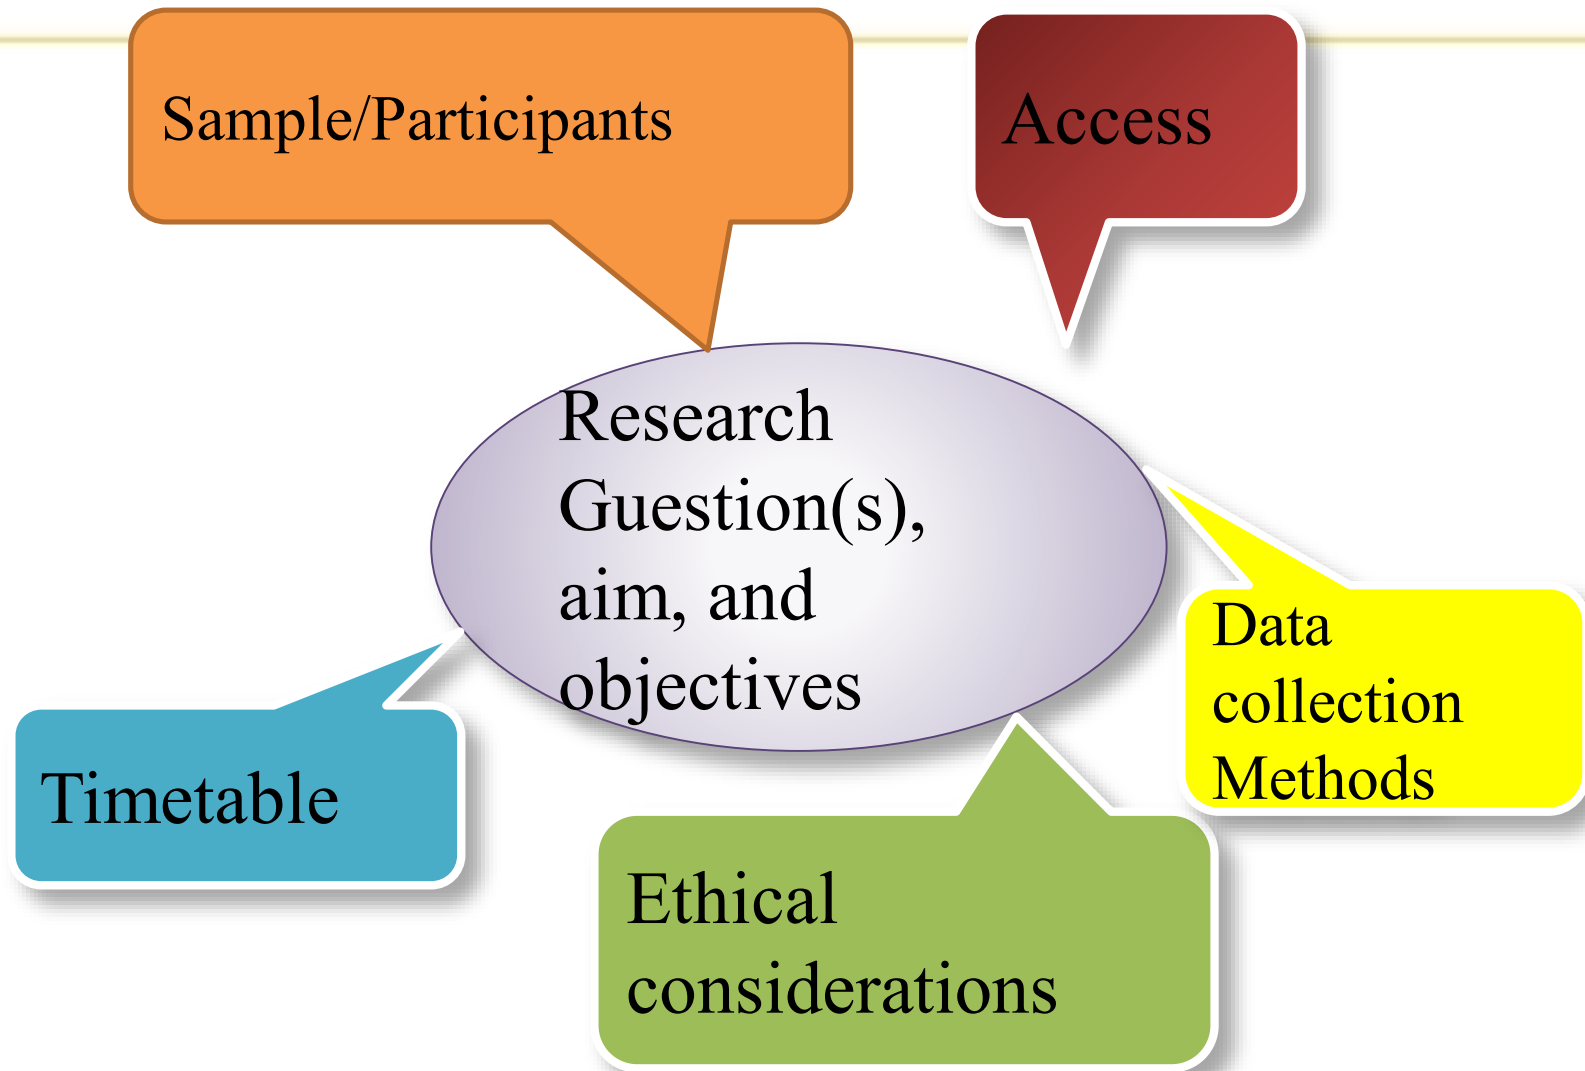 Sample/Participants
Access
Research
Guestion(s),
aim, and
objectives
Data
collection
Methods
Timetable
Ethical
considerations